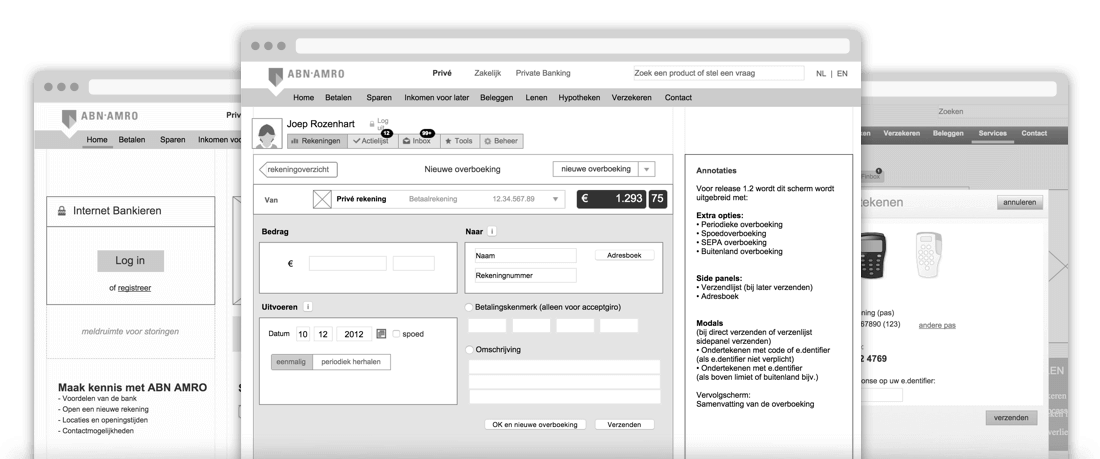 ABN·AMRO
Priv
Home Betalen Sparen Inkomen vo
Internet Bankieren
Log in
of registreer
meldruimte voor storingen
Maak kennis met ABN AMRO
- Voordelen van de bank
- Open een nieuwe rekening
- Locaties en openingstijden
- Contactmogelijkheden
ABN·AMRO
Privé Zakelijk Private Banking
Zoek een product of stel een vraag
NL | EN
Home Betalen Sparen Inkomen voor later Beleggen Lenen Hypotheken Verzekeren Contact
Joep Rozenhart
Log
12 99+
Rekeningen Actielijst Inbox Tools Beheer
rekeningoverzicht Nieuwe overboeking nieuwe overboeking
Van Privé rekening Betaalrekening 12.34.567.89 € 1.293 75
Bedrag
€
Naar i
Naam
Adresboek
Rekeningnummer
Uitvoeren i
Datum 10 12 2012 spoed
eenmalig periodiek herhalen
Betalingskenmerk (alleen voor acceptgiro)
Omschrijving
OK en nieuwe overboeking Verzenden
Annotaties
Voor release 1.2 wordt dit scherm wordt
uitgebreid met:
Extra opties:
• Periodieke overboeking
• Spoedoverboeking
• SEPA overboeking
• Buitenland overboeking
Side panels:
• Verzendlijst (bij later verzenden)
• Adresboek
Modals
(bij direct verzenden of verzenlijst
sidepanel verzenden)
• Ondertekenen met code of e.dentifier
(als e.dentifier niet verplicht)
• Ondertekenen met e.dentifier
(als boven limiet of buitenland bijv.)
Vervolgscherm:
Samenvatting van de overboeking
Zoeken
en Verzekeren Beleggen Services Contact
tekenen
annuleren
ening (pas)
67890 (123) andere pas
2 4769
onse op uw e.dentifier:
verzenden